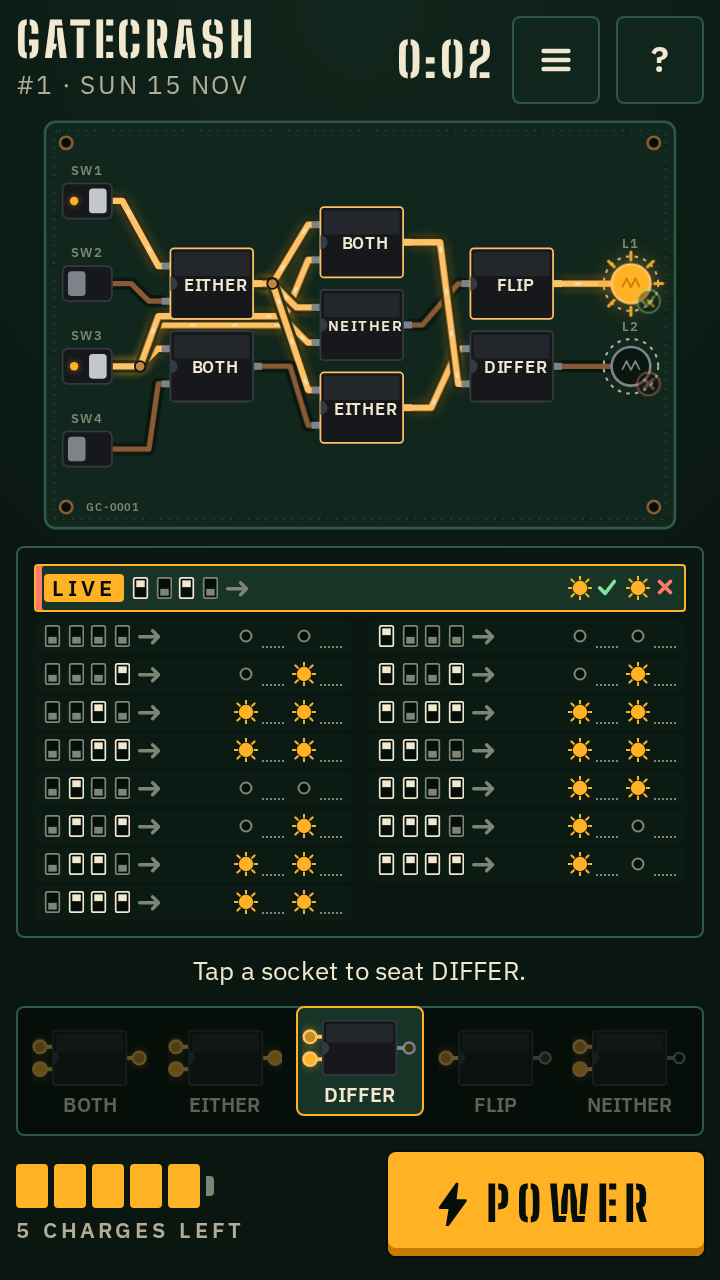 GATECRASH
#1 · SUN 15 NOV
0:02
?
SW1
SW2
SW3
SW4
EITHER
BOTH
BOTH
NEITHER
EITHER
FLIP
DIFFER
L1
L2
GC-0001
LIVE
Tap a socket to seat DIFFER.
BOTH
EITHER
DIFFER
FLIP
NEITHER
5 CHARGES LEFT
POWER